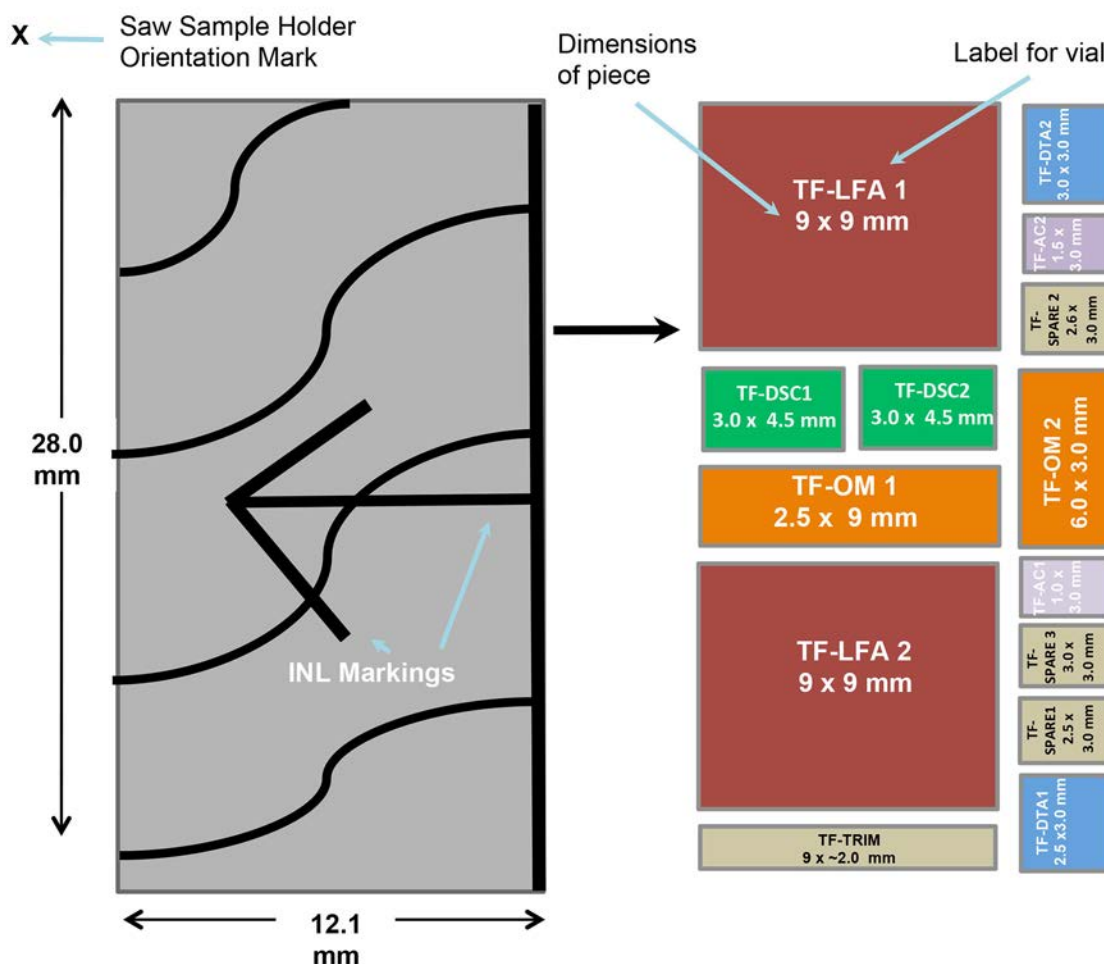 X
Saw Sample Holder
Orientation Mark
Dimensions
of piece
Label for vial
28.0
mm
12.1
mm
INL Markings
TF-LFA 1
9 x 9 mm
TF-DSC1
3.0 x 4.5 mm
TF-DSC2
3.0 x 4.5 mm
TF-OM 1
2.5 x 9 mm
TF-LFA 2
9 x 9 mm
TF-TRIM
9 x ~2.0 mm
TF-DTA2
3.0 x 3.0 mm
TF-AC2
1.5 x
3.0 mm
TF-
SPARE 2
2.6 x
3.0 mm
TF-OM 2
6.0 x 3.0 mm
TF-AC1
1.0 x
3.0 mm
TF-
SPARE 3
3.0 x
3.0 mm
TF-
SPARE1
2.5 x
3.0 mm
TF-DTA1
2.5 x3.0 mm